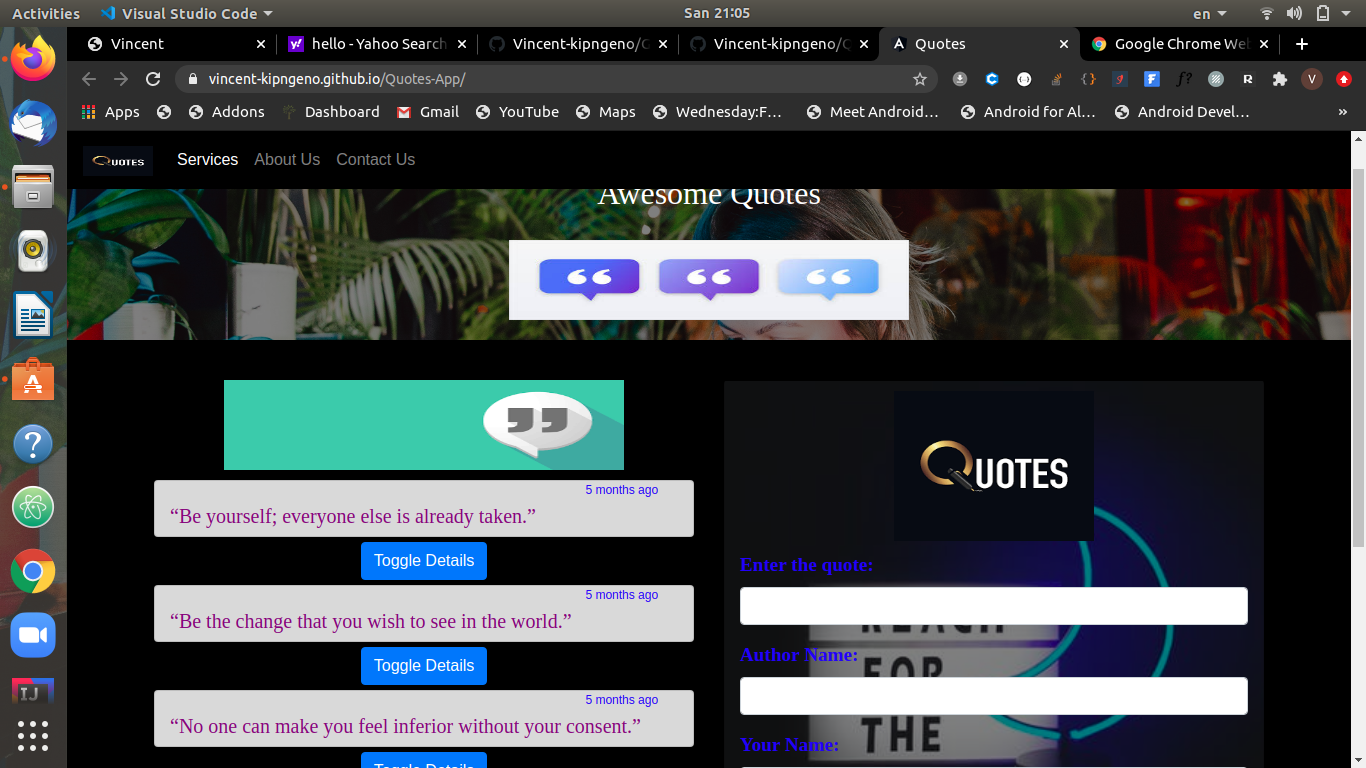 Activities
Visual Studio Code
San 21:05
en
Vincent
hello - Yahoo Search
Vincent-kipngeno/Q
Vincent-kipngeno/Q
Quotes
Google Chrome Web
vincent-kipngeno.github.io/Quotes-App/
V
Apps
Addons
Dashboard
Gmail
YouTube
Maps
Wednesday:F…
Meet Android…
Android for Al…
Android Devel…
»
QUOTES
Services
About Us
Contact Us
Awesome Quotes
5 months ago
“Be yourself; everyone else is already taken.”
Toggle Details
5 months ago
“Be the change that you wish to see in the world.”
Toggle Details
5 months ago
“No one can make you feel inferior without your consent.”
Toggle Details
QUOTES
Enter the quote:
REACH
Author Name:
FOR
THE
Your Name: